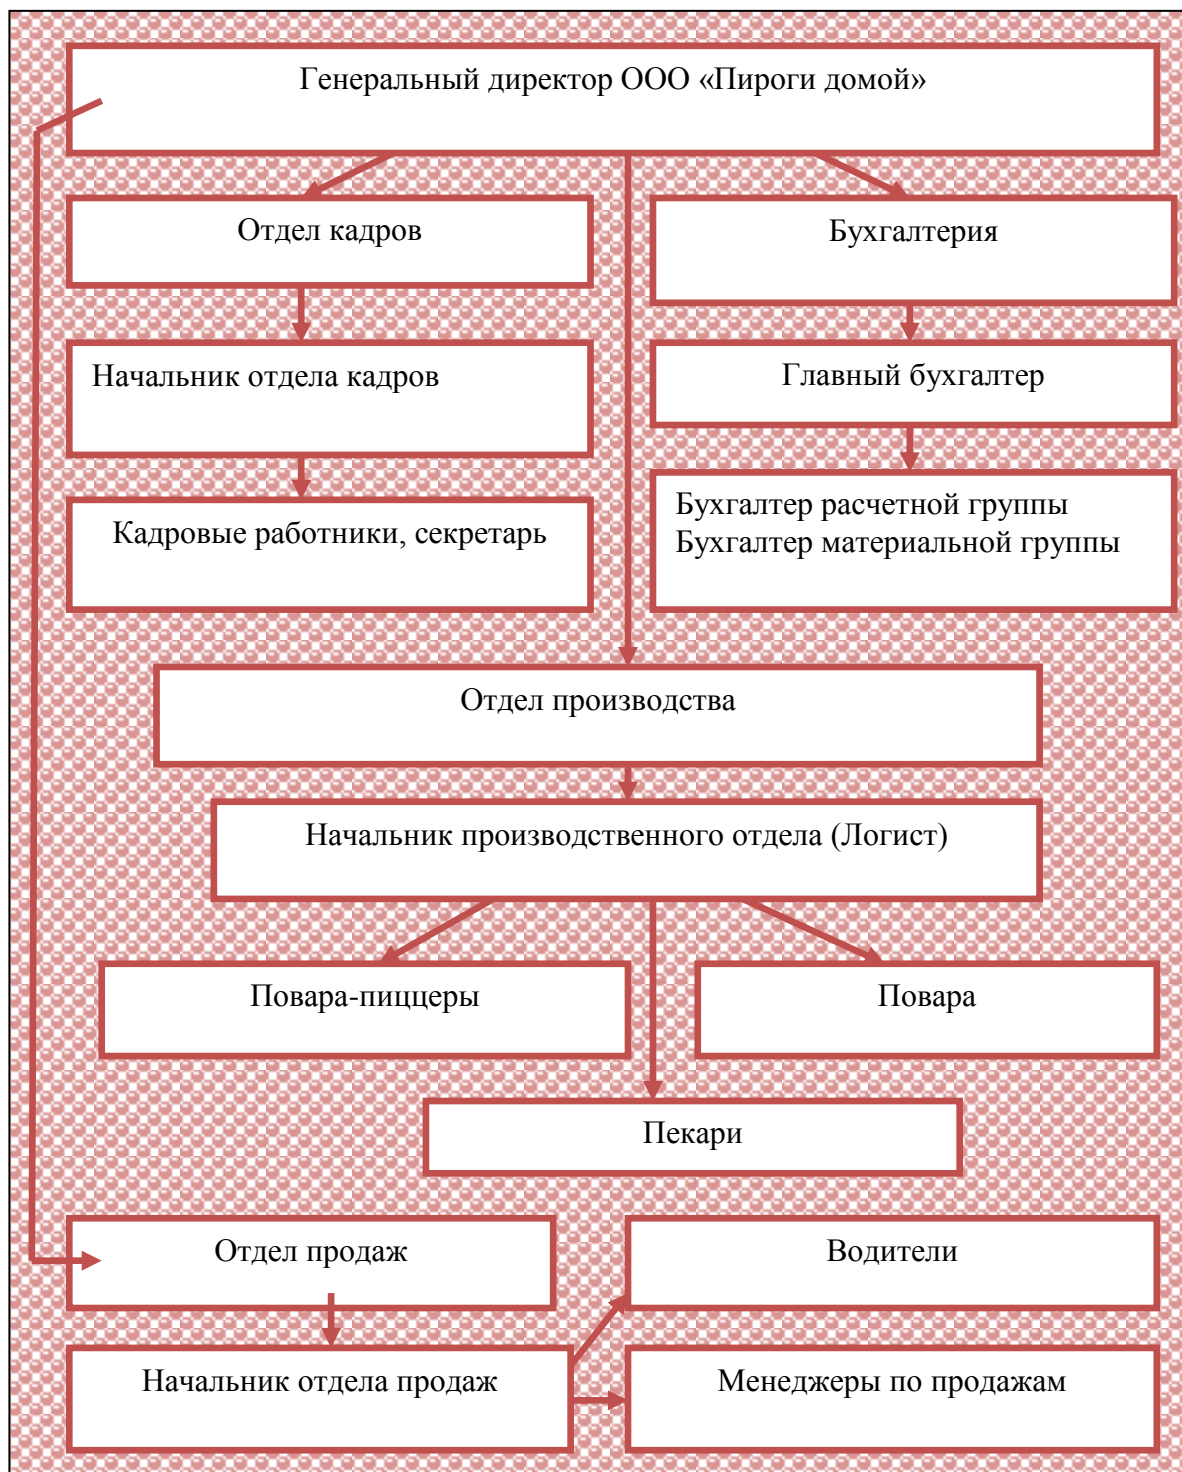 Генеральный директор ООО «Пироги домой»
Отдел кадров
Бухгалтерия
Начальник отдела кадров
Главный бухгалтер
Кадровые работники, секретарь
Бухгалтер расчетной группы
Бухгалтер материальной группы
Отдел производства
Начальник производственного отдела (Логист)
Повара-пиццеры
Повара
Пекари
Отдел продаж
Водители
Начальник отдела продаж
Менеджеры по продажам